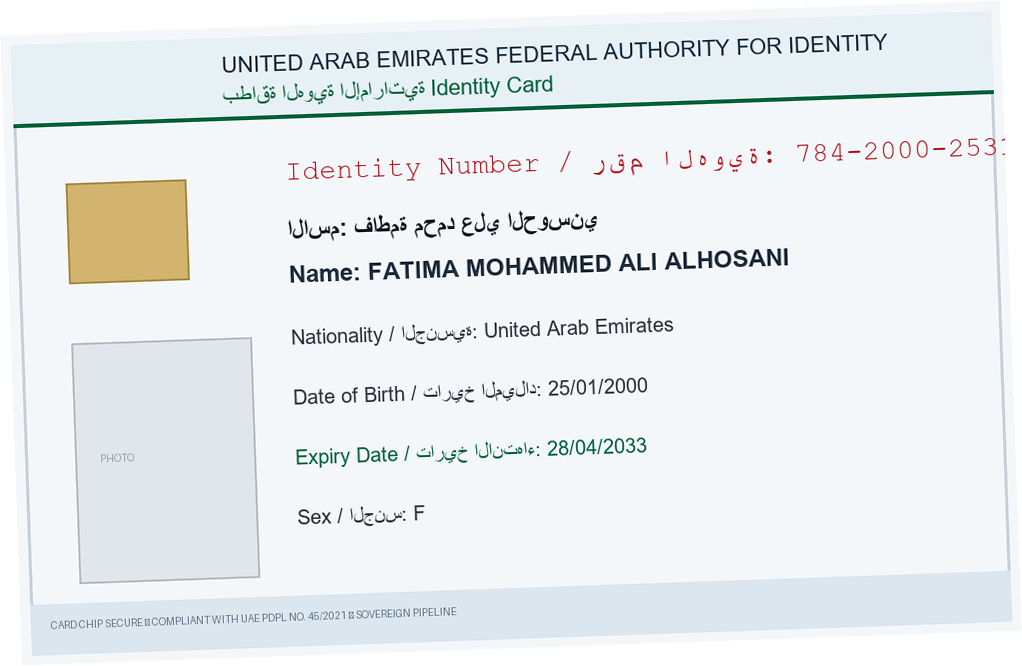 UNITED ARAB EMIRATES FEDERAL AUTHORITY FOR IDENTITY
بطاقة الهوية الإماراتية Identity Card
Identity Number / رقم الهوية: 784-2000-2531
الاسم: فاطمة محمد علي الحوسني
Name: FATIMA MOHAMMED ALI ALHOSANI
Nationality / الجنسية: United Arab Emirates
Date of Birth / تاريخ الميلاد: 25/01/2000
Expiry Date / تاريخ الانتهاء: 28/04/2033
Sex / الجنس: F
PHOTO
CARD CHIP SECURE COMPLIANT WITH UAE PDPL NO. 45/2021 SOVEREIGN PIPELINE